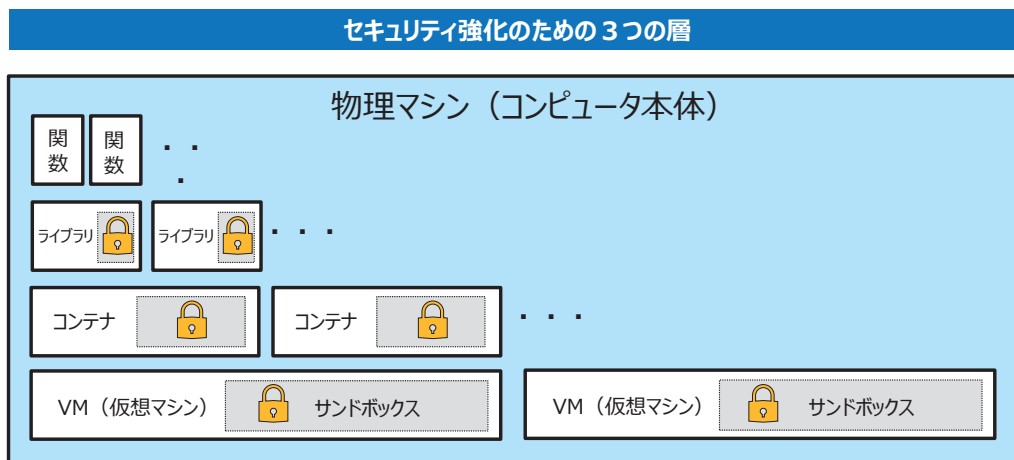 セキュリティ強化のための３つの層
物理マシン（コンピュータ本体）
関数
関数
・・・
ライブラリ
ライブラリ
・・・
コンテナ
コンテナ
・・・
VM（仮想マシン）
サンドボックス
VM（仮想マシン）
サンドボックス